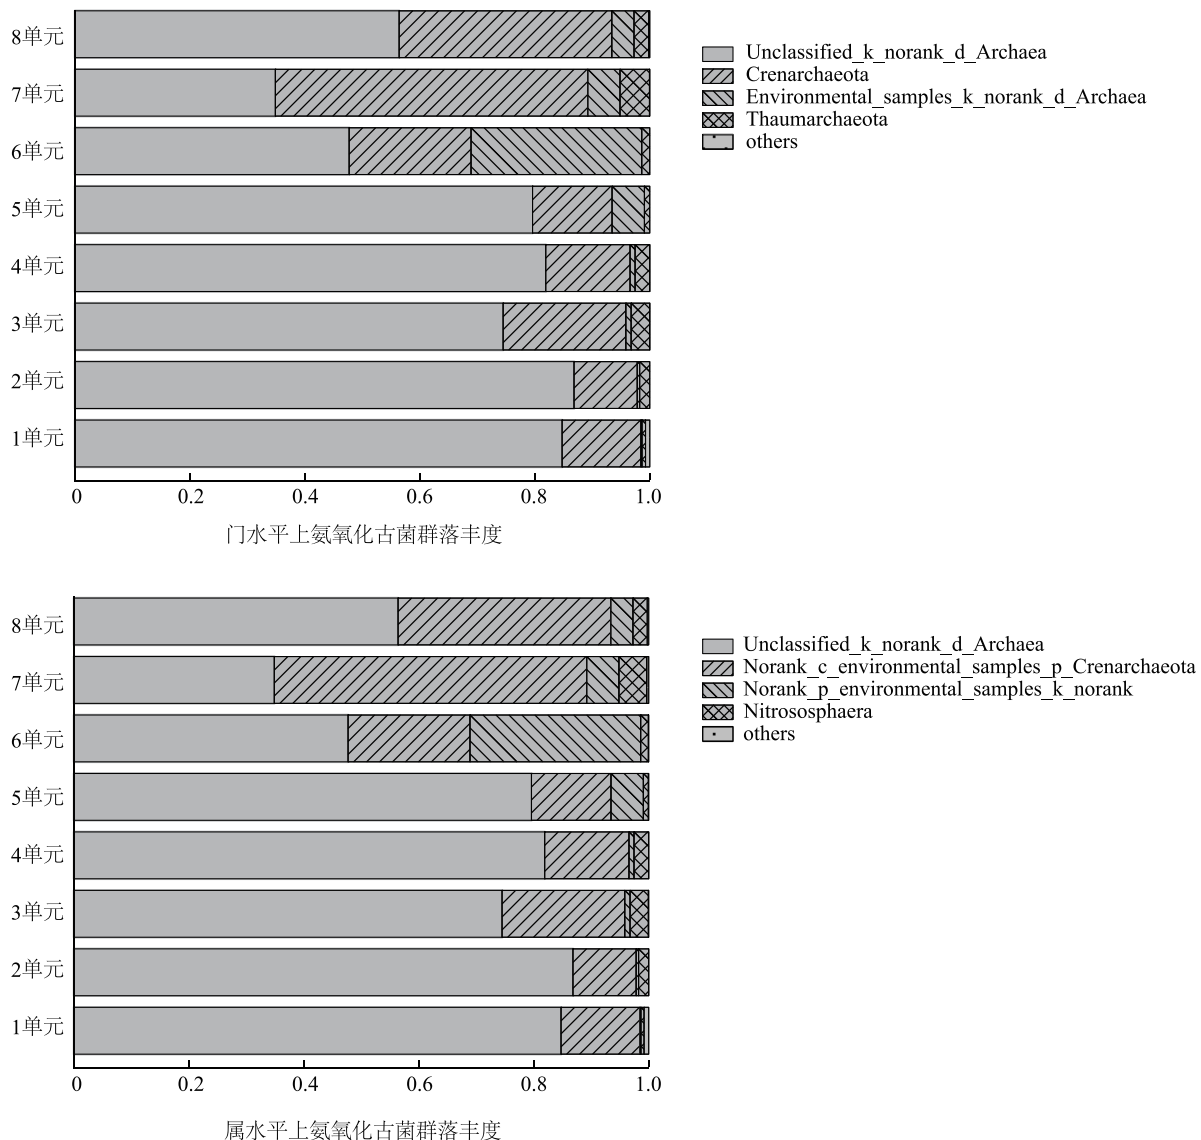 8单元
7单元
6单元
5单元
4单元
3单元
2单元
1单元
0 0.2 0.4 0.6 0.8 1.0
门水平上氨氧化古菌群落丰度
Unclassified_k_norank_d_Archaea
Crenarchaeota
Environmental_samples_k_norank_d_Archaea
Thaumarchaeota
others
8单元
7单元
6单元
5单元
4单元
3单元
2单元
1单元
0 0.2 0.4 0.6 0.8 1.0
属水平上氨氧化古菌群落丰度
Unclassified_k_norank_d_Archaea
Norank_c_environmental_samples_p_Crenarchaeota
Norank_p_environmental_samples_k_norank
Nitrososphaera
others